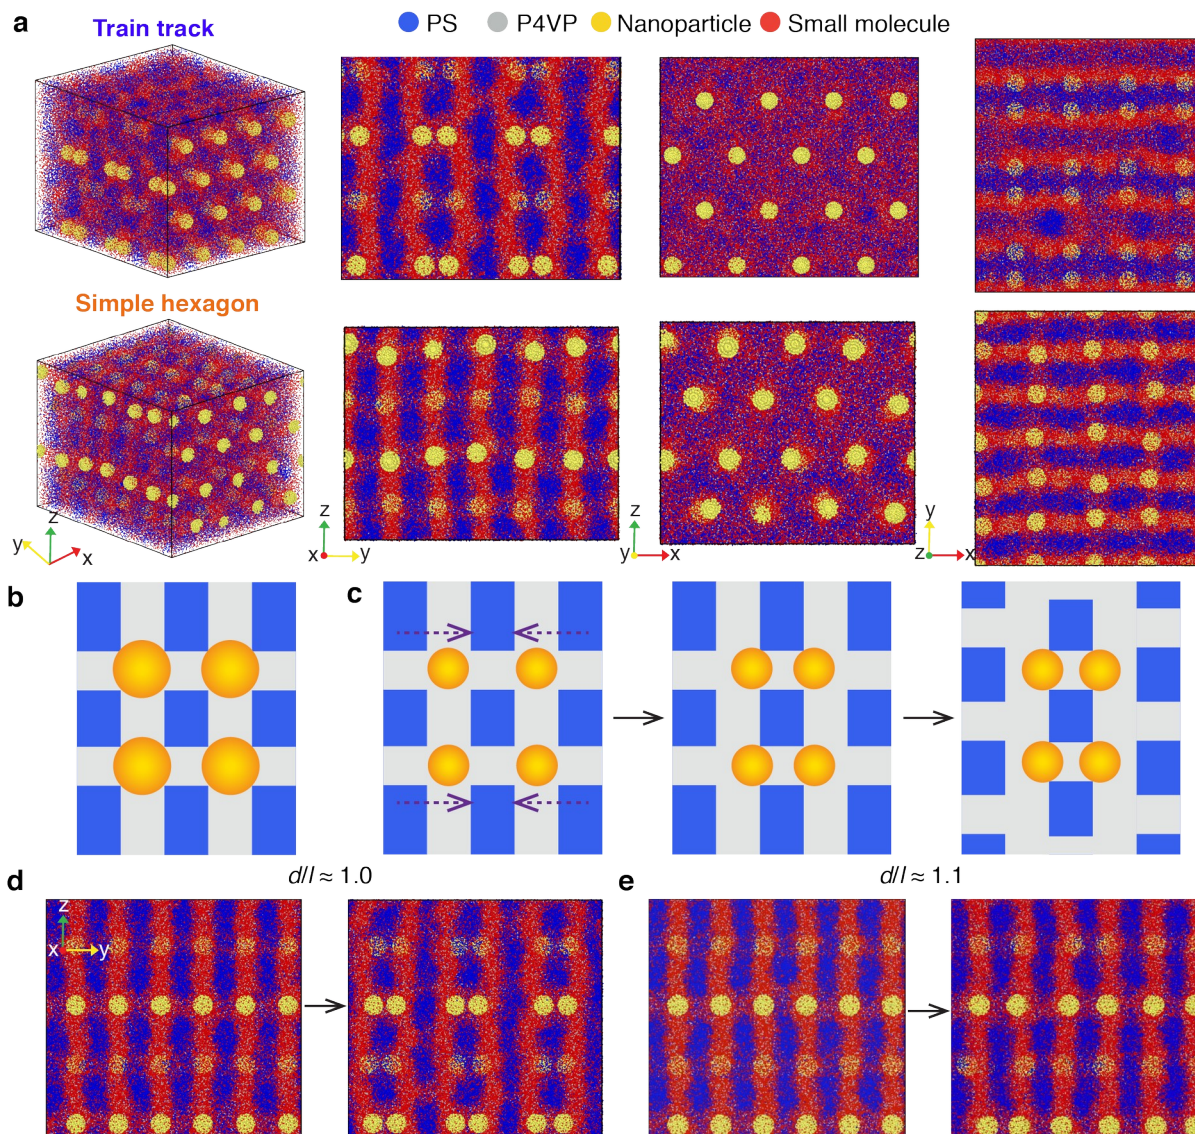 a
Train track
PS P4VP Nanoparticle Small molecule
Simple hexagon
z
y
x
z
x y
z
y x
y
z x
b
c
d
d/l ≈ 1.0
e
d/l ≈ 1.1
z
x y